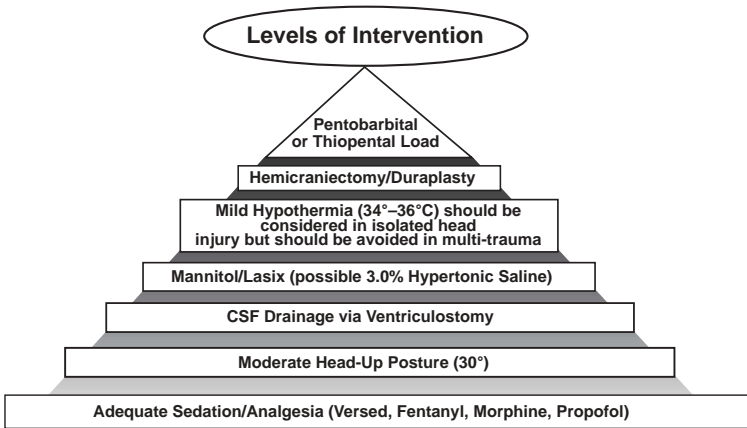 Levels of Intervention
Pentobarbital
or Thiopental Load
Hemicraniectomy/Duraplasty
Mild Hypothermia (34°–36°C) should be
considered in isolated head
injury but should be avoided in multi-trauma
Mannitol/Lasix (possible 3.0% Hypertonic Saline)
CSF Drainage via Ventriculostomy
Moderate Head-Up Posture (30°)
Adequate Sedation/Analgesia (Versed, Fentanyl, Morphine, Propofol)